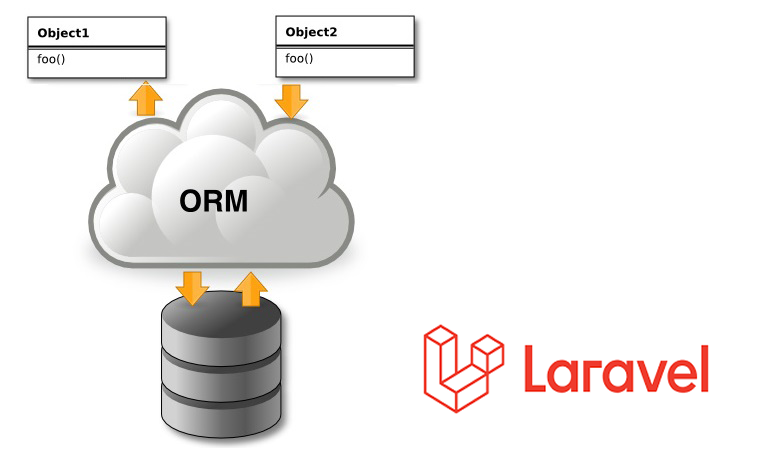 Object1
foo()
Object2
foo()
ORM
Laravel